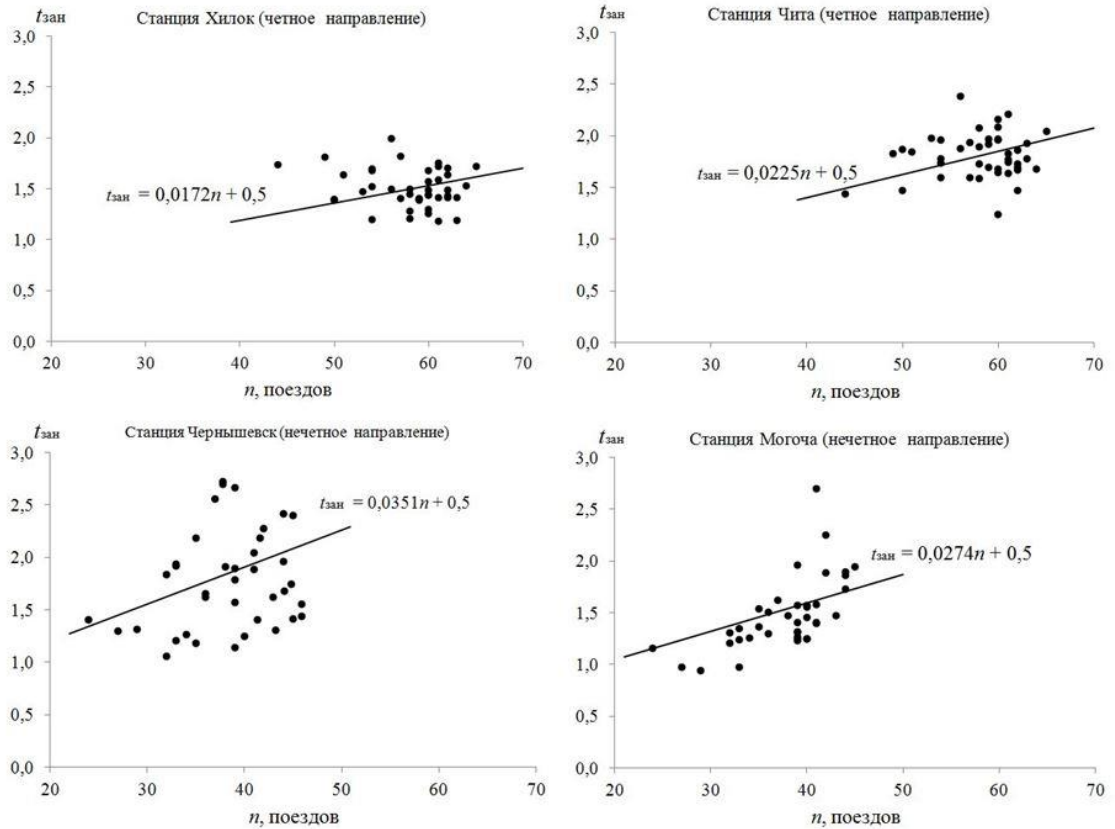 tзан
Станция Хилок (четное направление)
3,0
2,5
2,0
1,5
1,0
0,5
0,0
tзан = 0,0172n + 0,5
20 30 40 50 60 70
n, поездов
tзан
Станция Чита (четное направление)
3,0
2,5
2,0
1,5
1,0
0,5
0,0
tзан = 0,0225n + 0,5
20 30 40 50 60 70
n, поездов
tзан
Станция Чернышевск (нечетное направление)
3,0
2,5
2,0
1,5
1,0
0,5
0,0
tзан = 0,0351n + 0,5
20 30 40 50 60 70
n, поездов
tзан
Станция Могоча (нечетное направление)
3,0
2,5
2,0
1,5
1,0
0,5
0,0
tзан = 0,0274n + 0,5
20 30 40 50 60 70
n, поездов